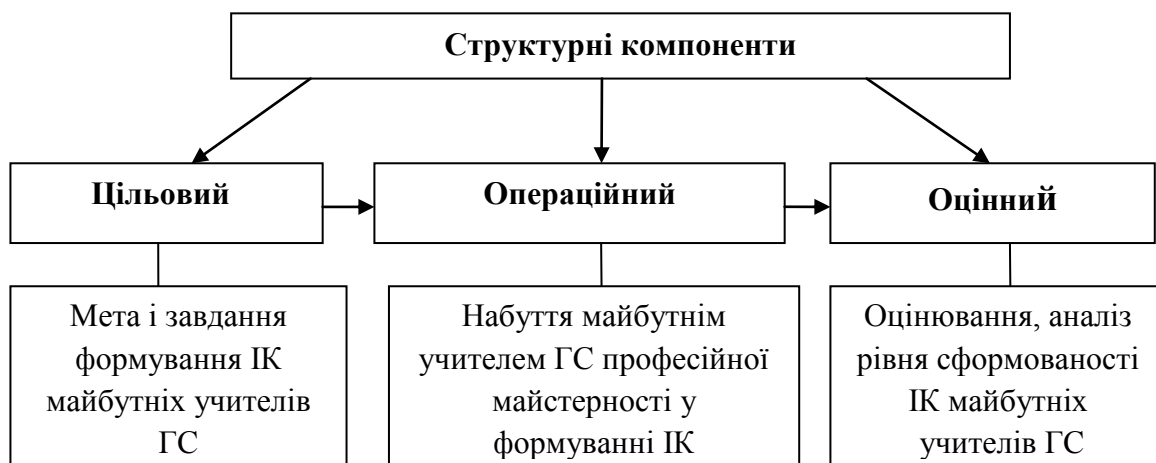 Структурні компоненти
Цільовий
Операційний
Оцінний
Мета і завдання
формування ІК
майбутніх учителів
ГС
Набуття майбутнім
учителем ГС професійної
майстерності у
формуванні ІК
Оцінювання, аналіз
рівня сформованості
ІК майбутніх
учителів ГС